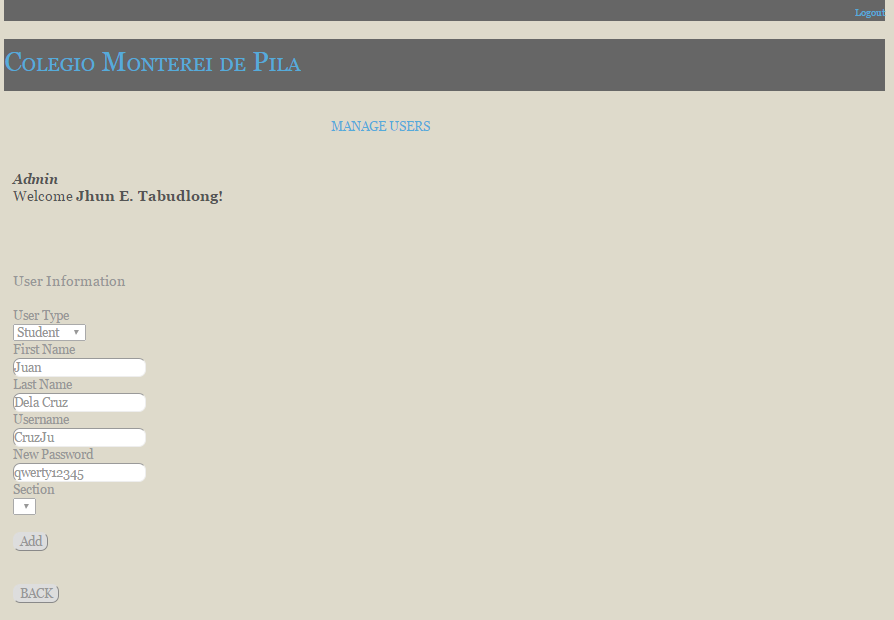 Logout
Colegio Monterei de Pila
MANAGE USERS
Admin
Welcome Jhun E. Tabudlong!
User Information
User Type
Student
First Name
Juan
Last Name
Dela Cruz
Username
CruzJu
New Password
qwerty12345
Section
Add
BACK